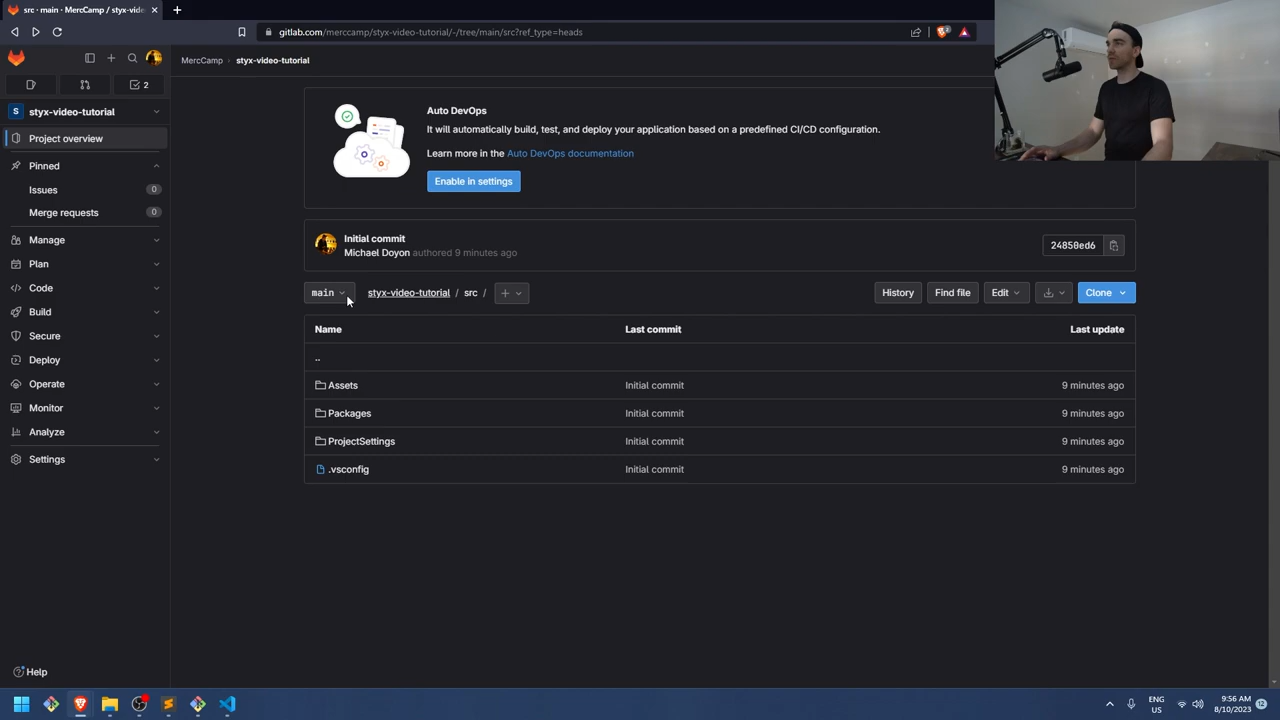 src · main · MercCamp / styx-vide
gitlab.com/merccamp/styx-video-tutorial/-/tree/main/src?ref_type=heads
2
S styx-video-tutorial
Project overview
Pinned
Issues 0
Merge requests 0
Manage
Plan
Code
Build
Secure
Deploy
Operate
Monitor
Analyze
Settings
Help
MercCamp styx-video-tutorial
Auto DevOps
It will automatically build, test, and deploy your application based on a predefined CI/CD configuration.
Learn more in the Auto DevOps documentation
Enable in settings
Initial commit
Michael Doyon authored 9 minutes ago
24850ed6
main styx-video-tutorial / src / +
History Find file Edit Clone
Name Last commit Last update
..
Assets Initial commit 9 minutes ago
Packages Initial commit 9 minutes ago
ProjectSettings Initial commit 9 minutes ago
.vsconfig Initial commit 9 minutes ago
ENG
US
9:56 AM
8/10/2023
12